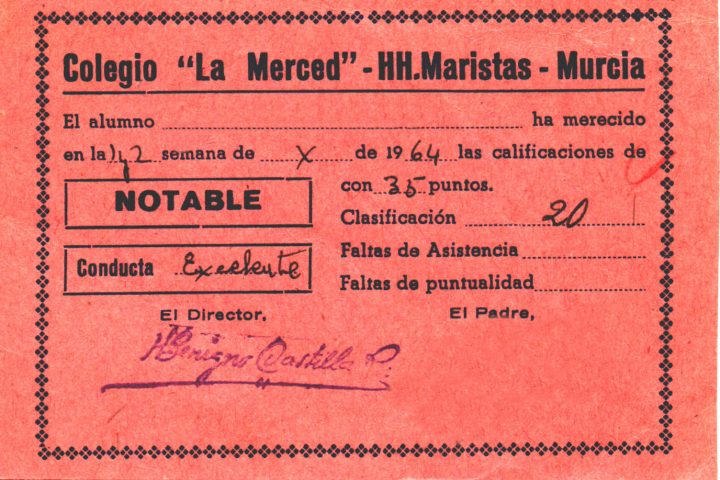 Colegio "La Merced" - HH. Maristas - Murcia
El alumno ha merecido
en la 1y2 semana de X de 1964 las calificaciones de
NOTABLE
con 35 puntos.
Clasificación 20
Conducta Excelente
Faltas de Asistencia
Faltas de puntualidad
El Director,
El Padre,
H Benigno Castilla P.